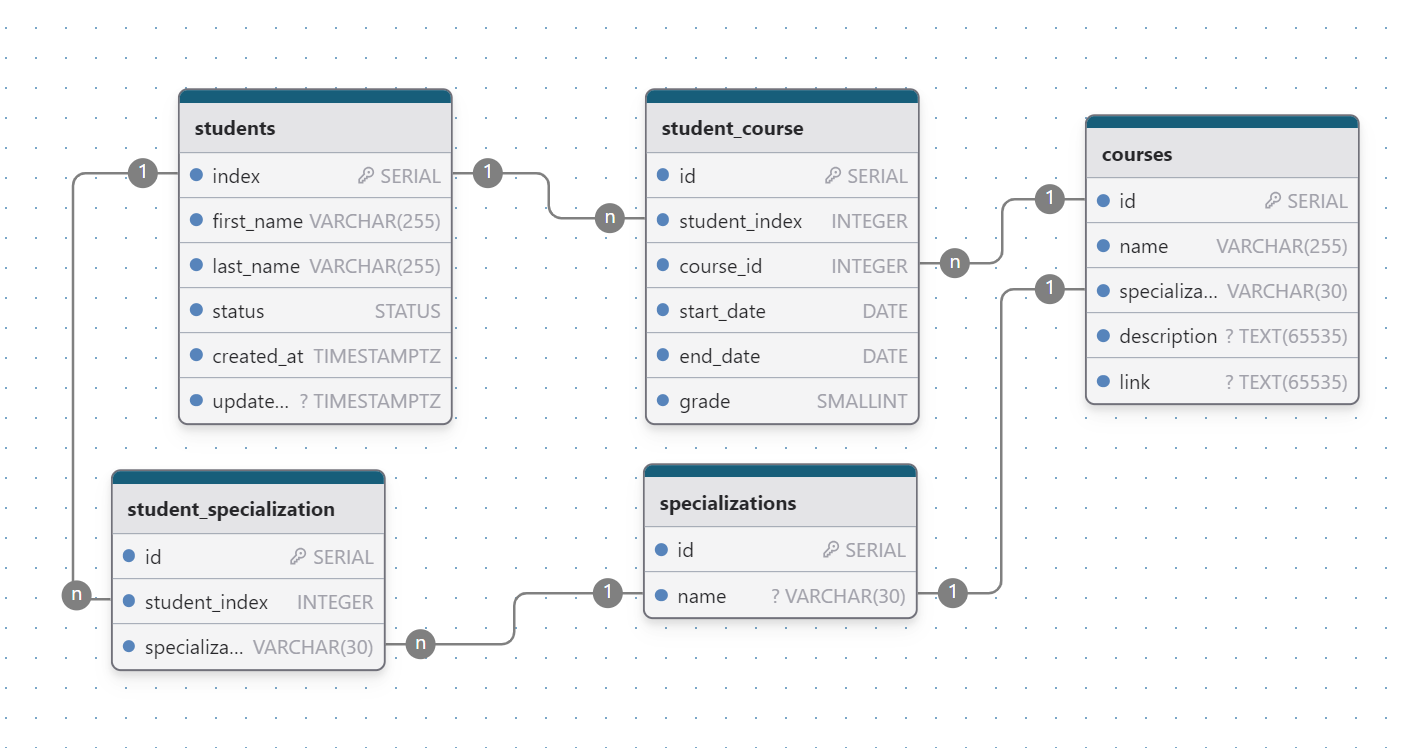 students
index SERIAL
first_name VARCHAR(255)
last_name VARCHAR(255)
status STATUS
created_at TIMESTAMPTZ
update... ? TIMESTAMPTZ
student_course
id SERIAL
student_index INTEGER
course_id INTEGER
start_date DATE
end_date DATE
grade SMALLINT
courses
id SERIAL
name VARCHAR(255)
specializa... VARCHAR(30)
description ? TEXT(65535)
link ? TEXT(65535)
student_specialization
id SERIAL
student_index INTEGER
specializa... VARCHAR(30)
specializations
id SERIAL
name ? VARCHAR(30)
1
1
n
n
1
1
n
n
1
1